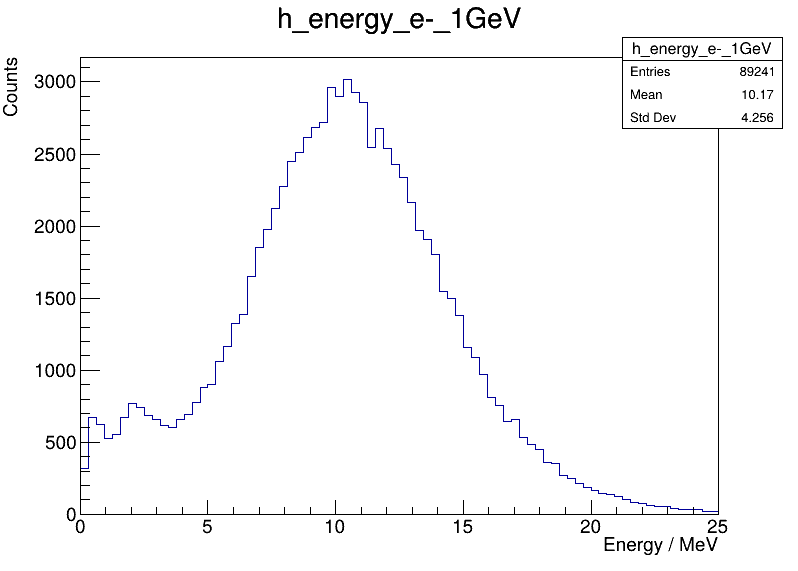 h_energy_e-_1GeV
h_energy_e-_1GeV
Entries 89241
Mean 10.17
Std Dev 4.256
Counts
3000
2500
2000
1500
1000
500
0
0 5 10 15 20 25
Energy / MeV